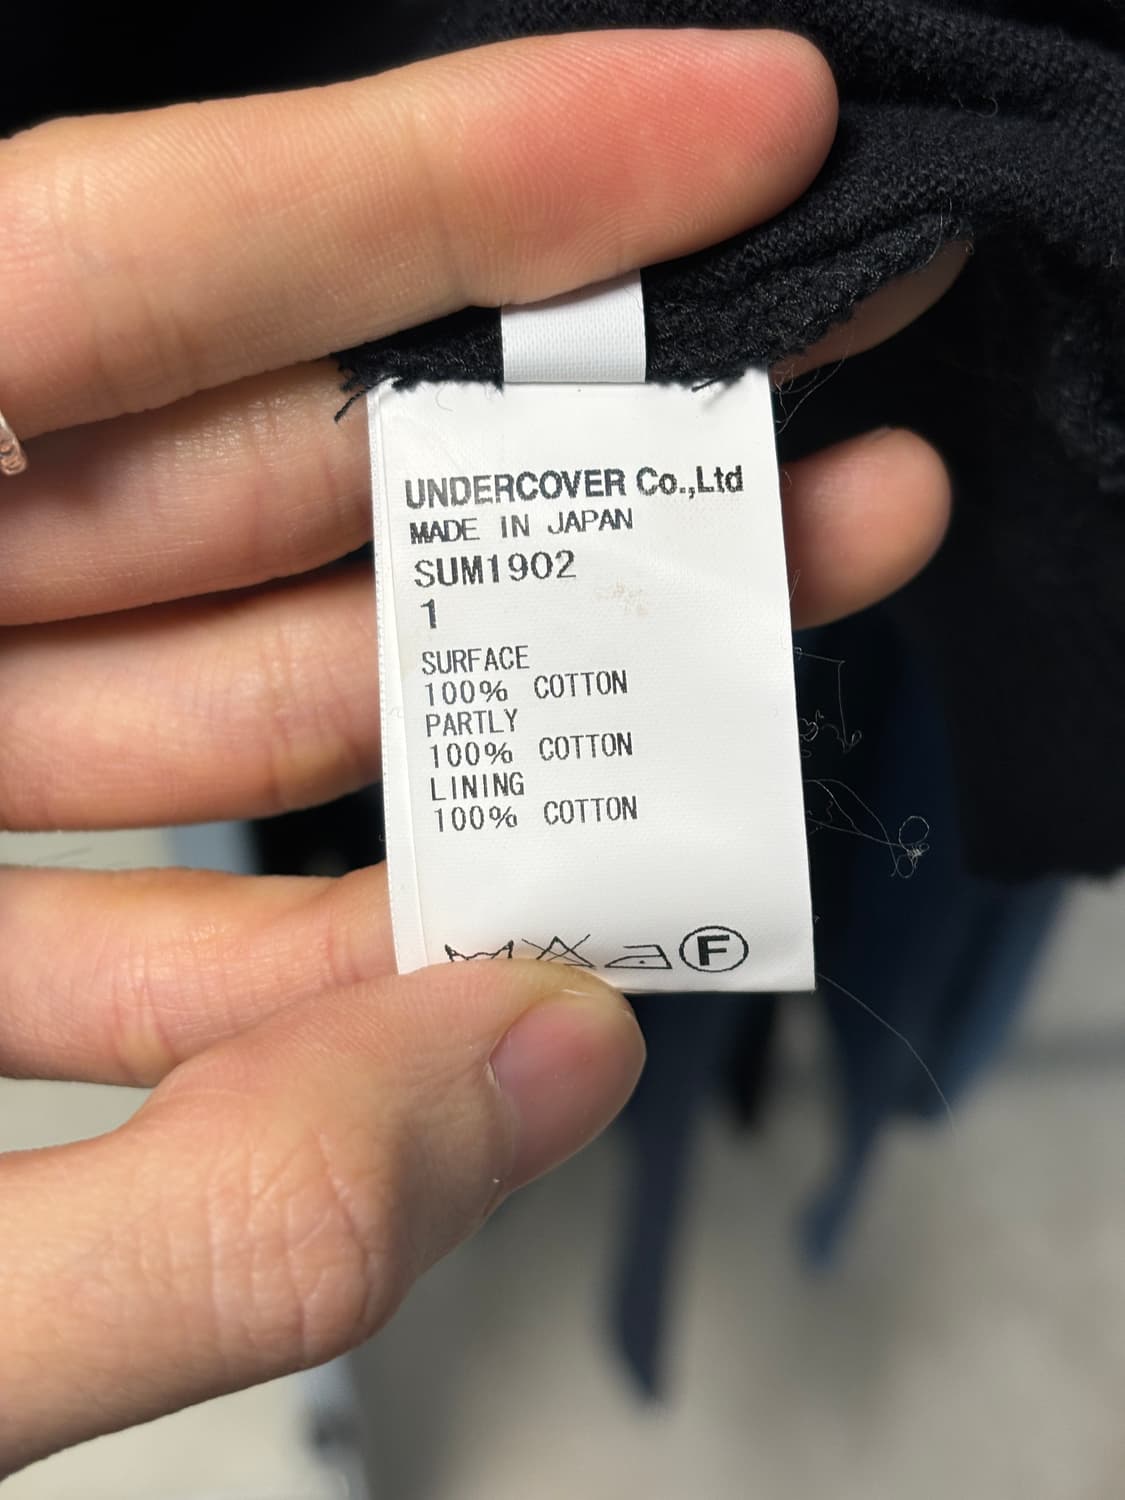 UNDERCOVER Co.,Ltd
MADE IN JAPAN
SUM1902
1
SURFACE
100% COTTON
PARTLY
100% COTTON
LINING
100% COTTON
F